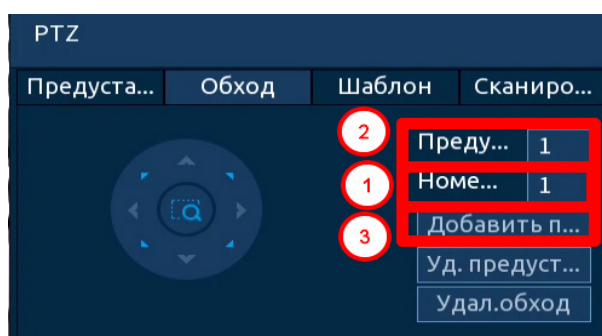 PTZ
Предуста... Обход Шаблон Сканиро...
2 Преду... 1
1 Номе... 1
3 Добавить п...
Уд. предуст...
Удал.обход